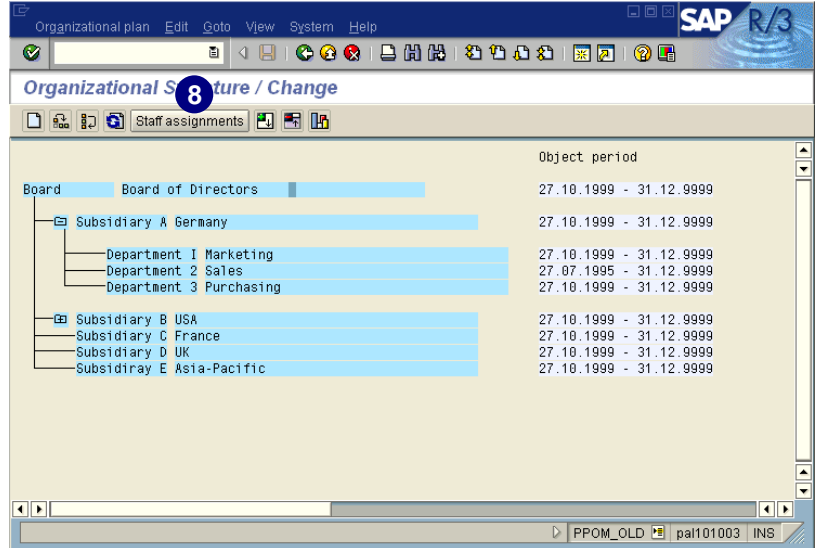 Organizational plan Edit Goto View System Help
SAP R/3
Organizational S 8 ture / Change
Staff assignments
Object period
Board Board of Directors 27.10.1999 - 31.12.9999
Subsidiary A Germany 27.10.1999 - 31.12.9999
Department I Marketing 27.10.1999 - 31.12.9999
Department 2 Sales 27.07.1995 - 31.12.9999
Department 3 Purchasing 27.10.1999 - 31.12.9999
Subsidiary B USA 27.10.1999 - 31.12.9999
Subsidiary C France 27.10.1999 - 31.12.9999
Subsidiary D UK 27.10.1999 - 31.12.9999
Subsidiray E Asia-Pacific 27.10.1999 - 31.12.9999
PPOM_OLD pal101003 INS